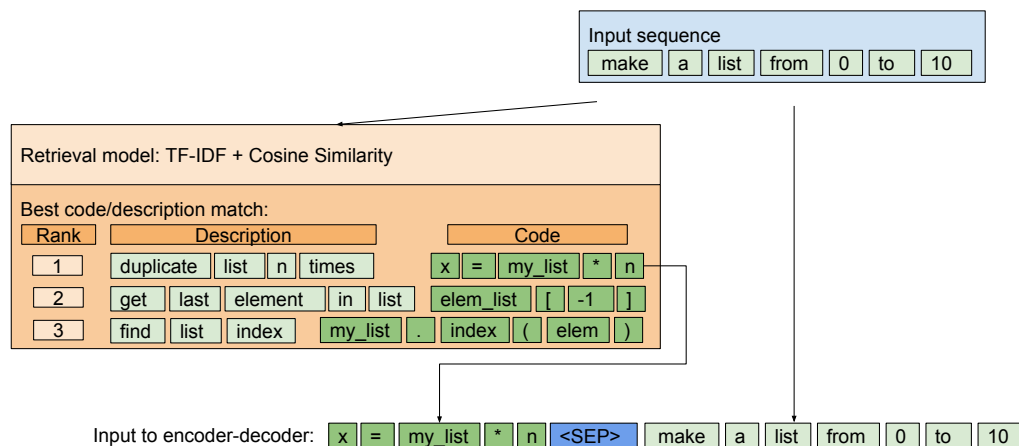 Input sequence
make a list from 0 to 10
Retrieval model: TF-IDF + Cosine Similarity
Best code/description match:
Rank Description Code
1 duplicate list n times x = my_list * n
2 get last element in list elem_list [ -1 ]
3 find list index my_list . index ( elem )
Input to encoder-decoder: x = my_list * n <SEP> make a list from 0 to 10